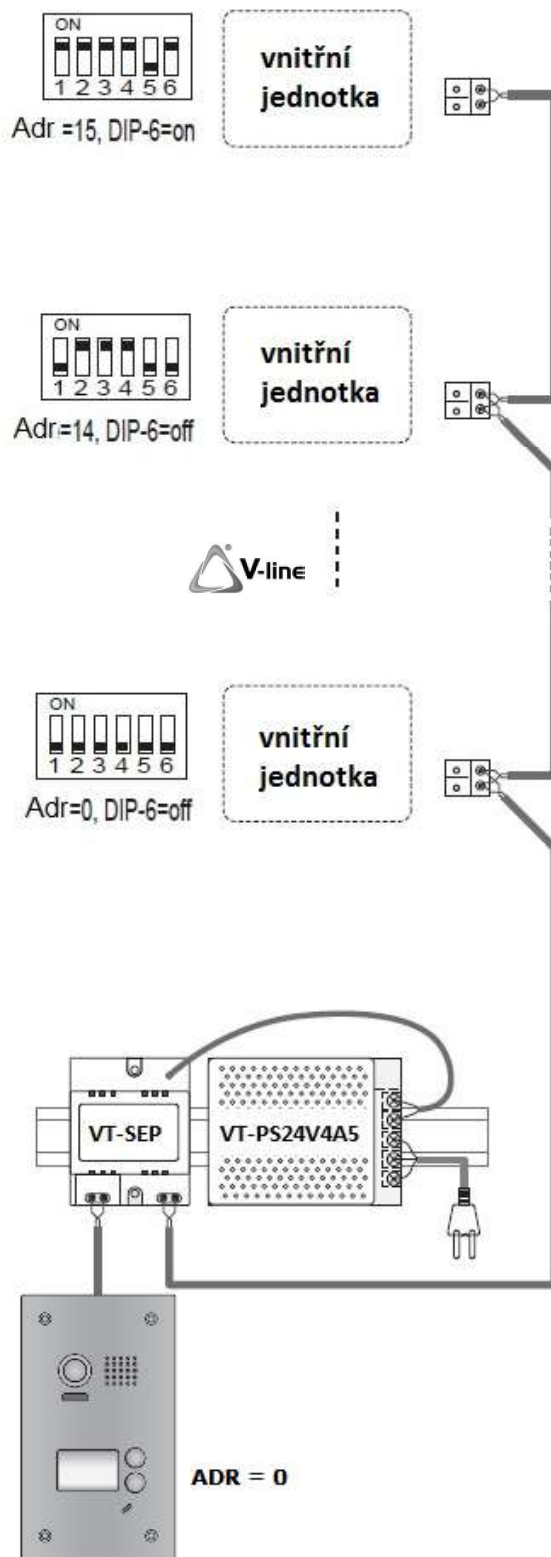 ON
1 2 3 4 5 6
Adr =15, DIP-6=on
vnitřní
jednotka
ON
1 2 3 4 5 6
Adr=14, DIP-6=off
vnitřní
jednotka
V-line
ON
1 2 3 4 5 6
Adr=0, DIP-6=off
vnitřní
jednotka
VT-SEP
VT-PS24V4A5
ADR = 0